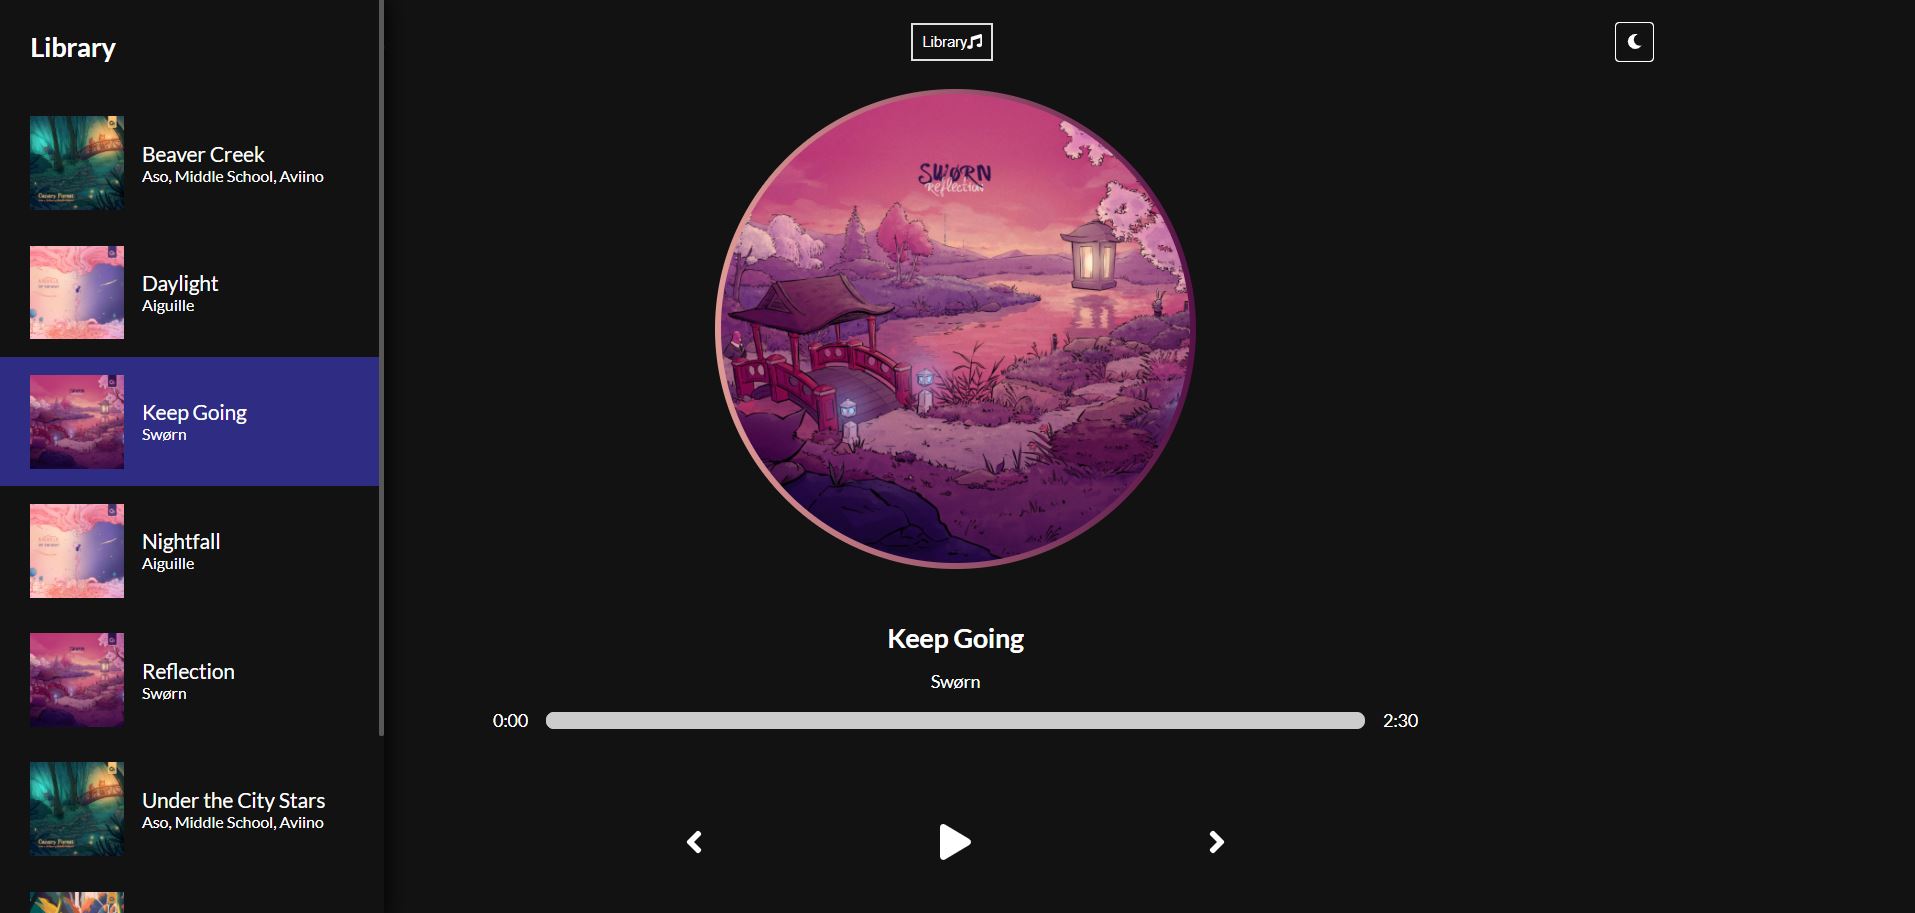 Library
Library
Beaver Creek
Aso, Middle School, Aviino
Daylight
Aiguille
Keep Going
Swørn
Nightfall
Aiguille
Reflection
Swørn
Under the City Stars
Aso, Middle School, Aviino
SWØRN
reflection
Keep Going
Swørn
0:00
2:30